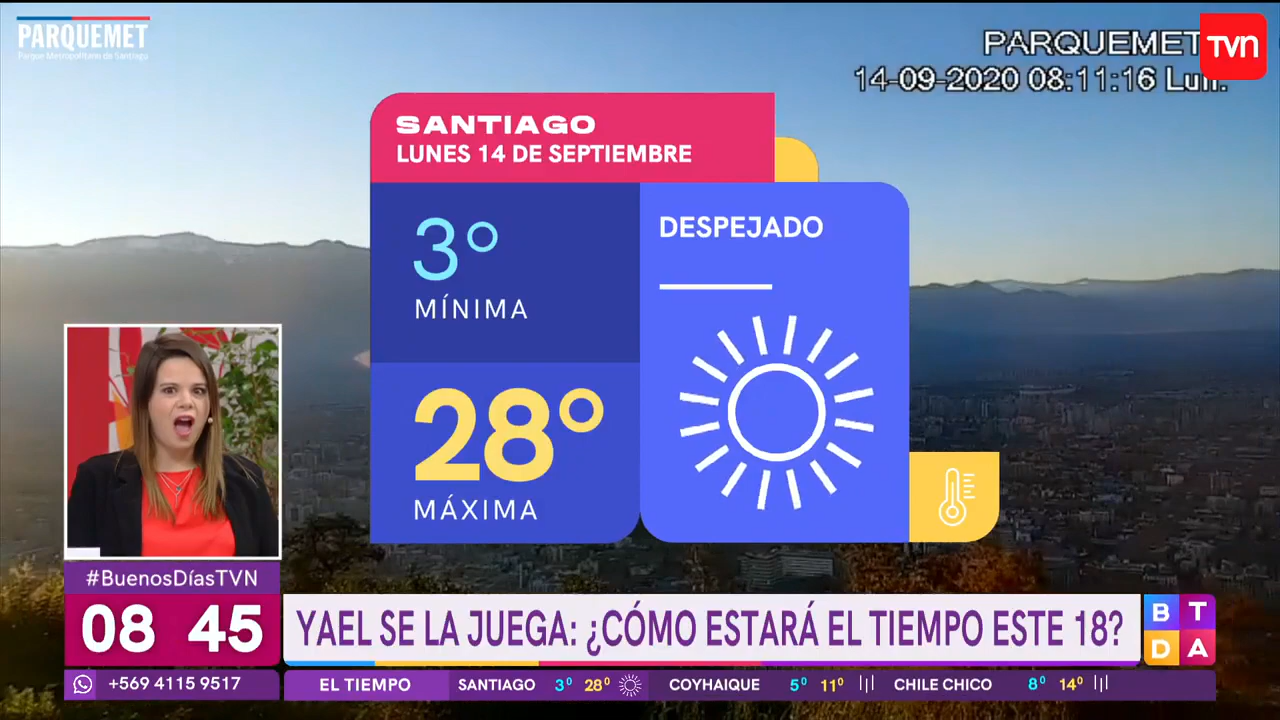 PARQUEMET
Parque Metropolitano de Santiago
PARQUEMET
tvn
14-09-2020 08:11:16 Lun.
SANTIAGO
LUNES 14 DE SEPTIEMBRE
3°
MÍNIMA
28°
MÁXIMA
DESPEJADO
#BuenosDíasTVN
08 45
YAEL SE LA JUEGA: ¿CÓMO ESTARÁ EL TIEMPO ESTE 18?
B T
D A
+569 4115 9517
EL TIEMPO SANTIAGO 3° 28° COYHAIQUE 5° 11° CHILE CHICO 8° 14°